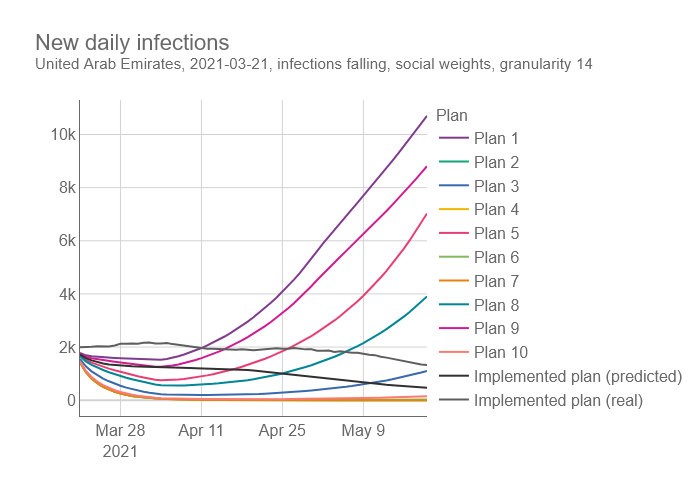 New daily infections
United Arab Emirates, 2021-03-21, infections falling, social weights, granularity 14
Plan
10k
8k
6k
4k
2k
0
Plan 1
Plan 2
Plan 3
Plan 4
Plan 5
Plan 6
Plan 7
Plan 8
Plan 9
Plan 10
Implemented plan (predicted)
Implemented plan (real)
Mar 28 Apr 11 Apr 25 May 9
2021